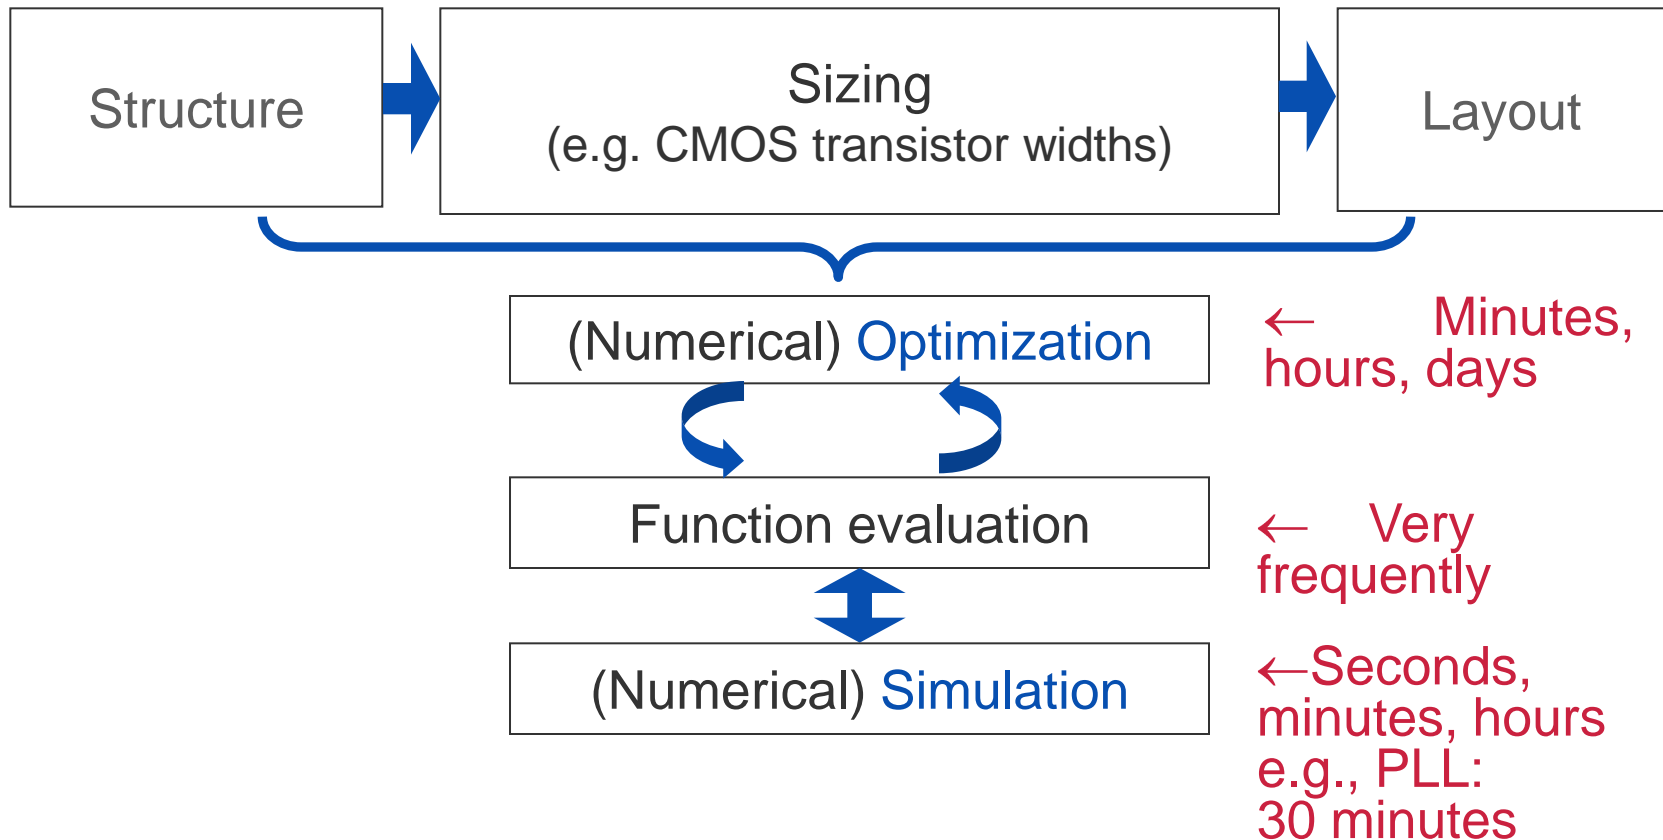 Structure
Sizing
(e.g. CMOS transistor widths)
Layout
(Numerical) Optimization
← Minutes,
hours, days
Function evaluation
← Very
frequently
(Numerical) Simulation
←Seconds,
minutes, hours
e.g., PLL:
30 minutes